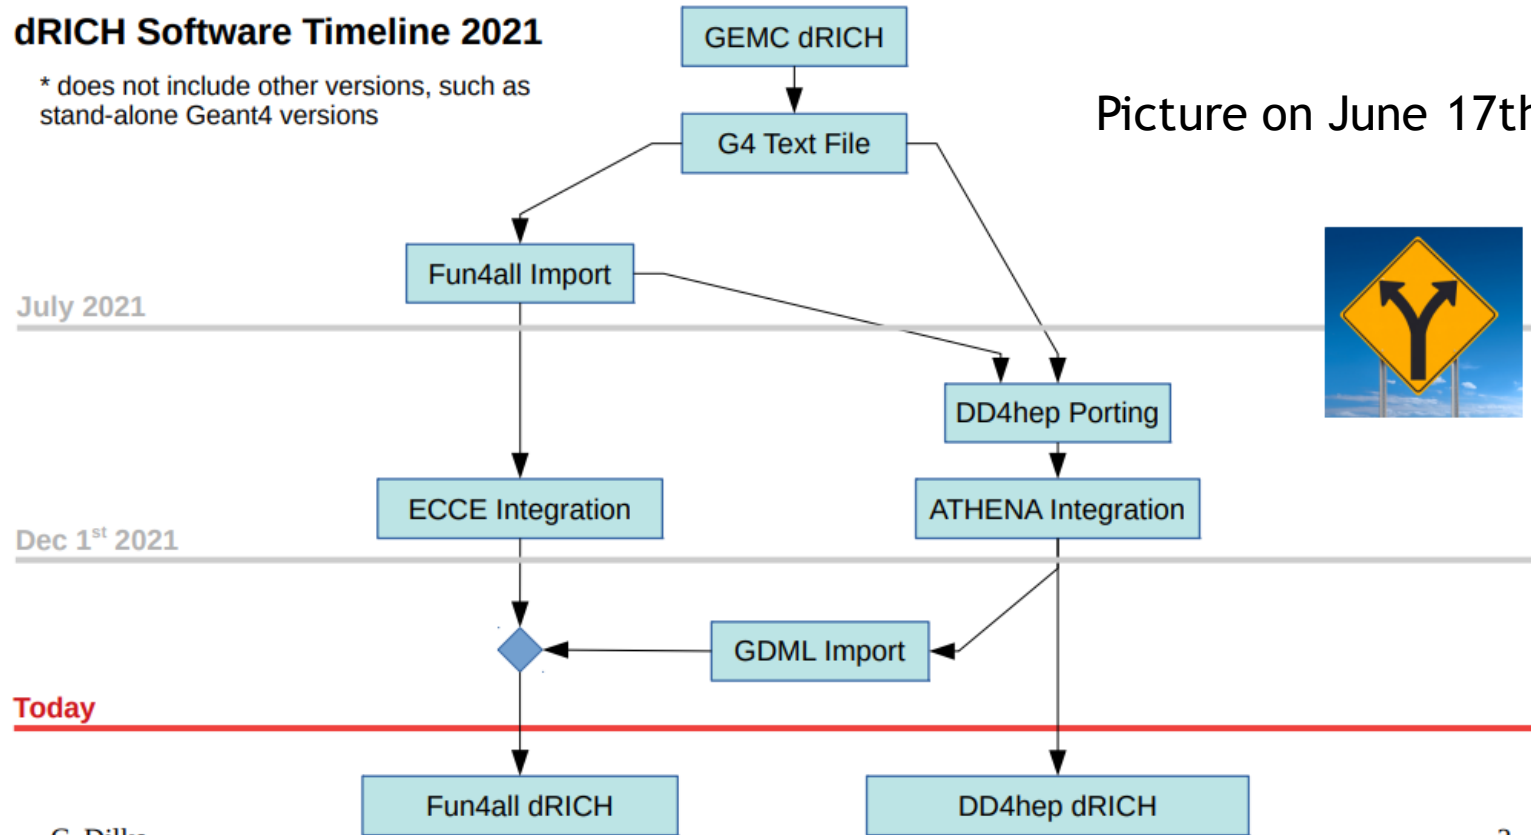 dRICH Software Timeline 2021
* does not include other versions, such as
stand-alone Geant4 versions
GEMC dRICH
Picture on June 17th
G4 Text File
Fun4all Import
July 2021
DD4hep Porting
ECCE Integration
ATHENA Integration
Dec 1st 2021
GDML Import
Today
Fun4all dRICH
DD4hep dRICH